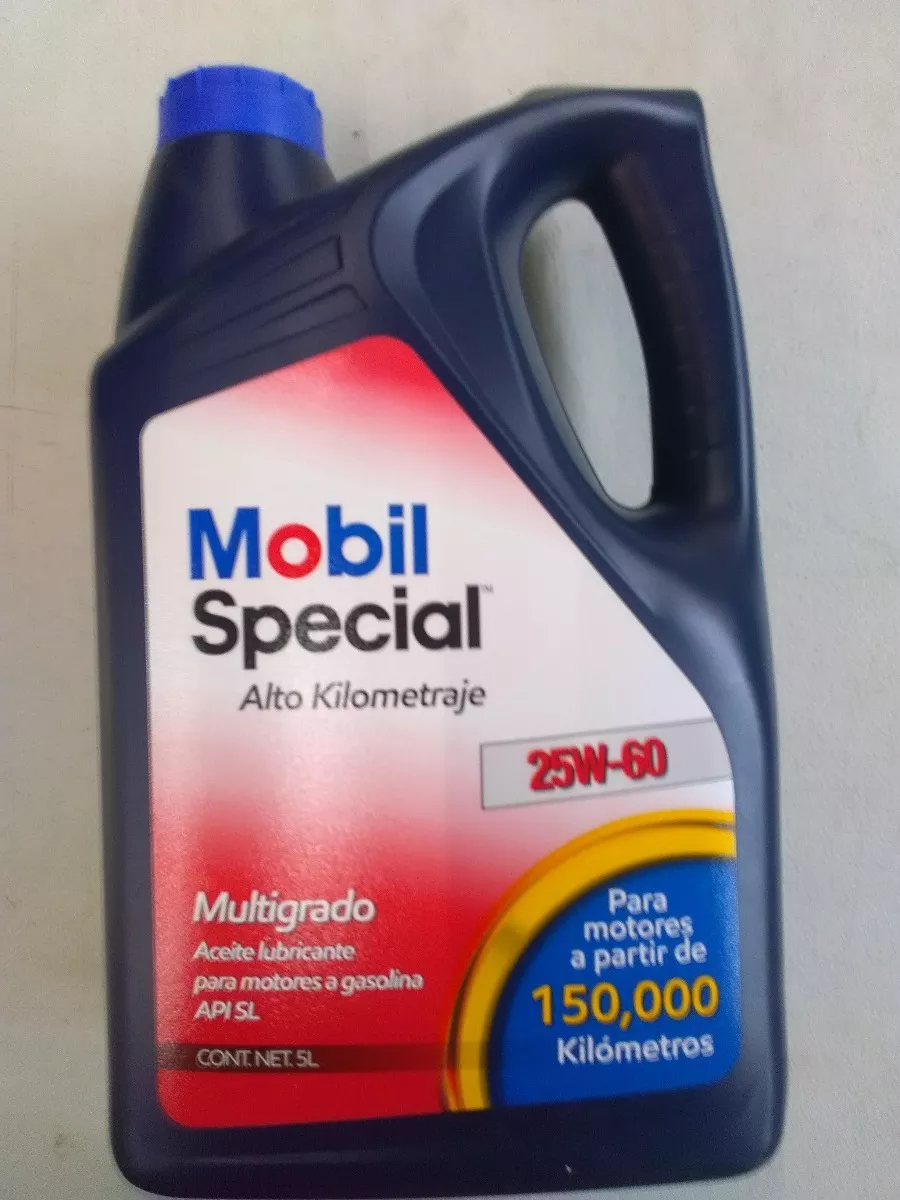 Mobil
Special™
Alto Kilometraje
25W-60
Multigrado
Aceite lubricante
para motores a gasolina
API SL
CONT. NET. 5L
Para
motores
a partir de
150,000
Kilómetros